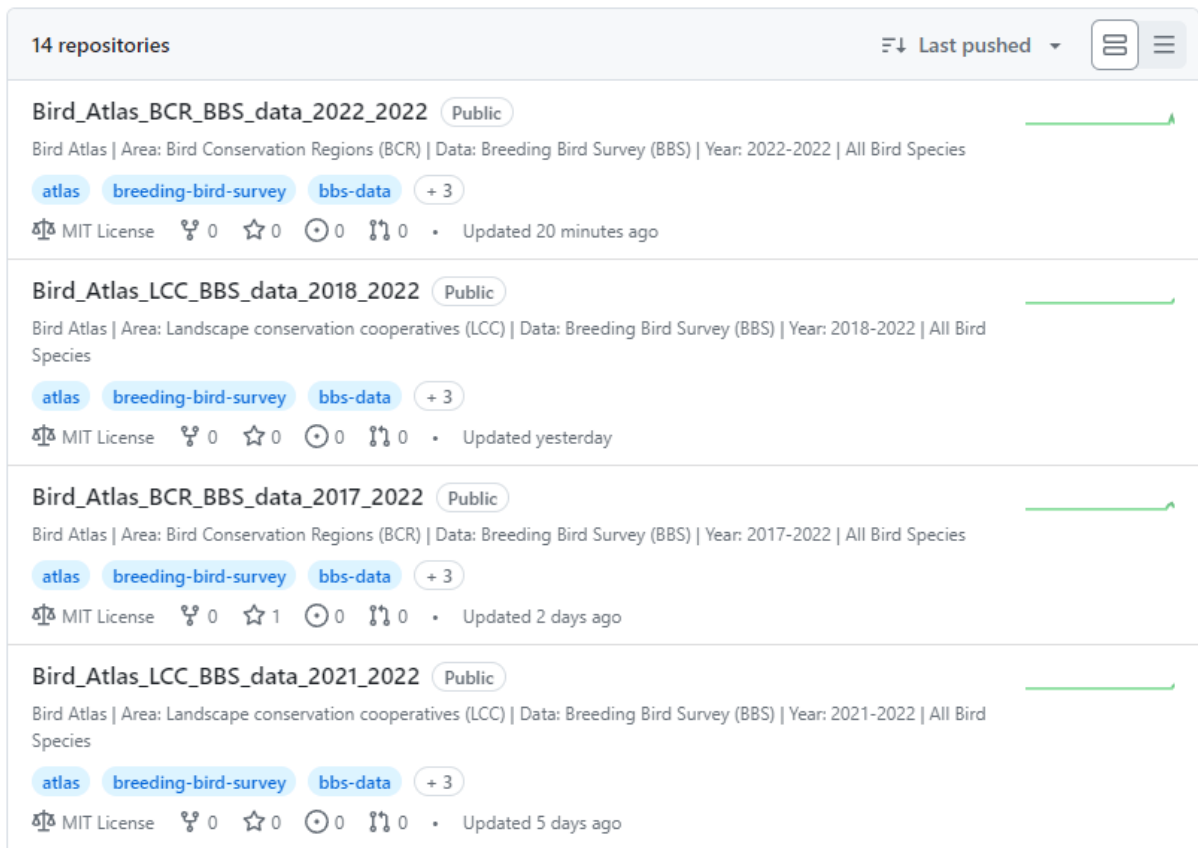 14 repositories
Last pushed
Bird_Atlas_BCR_BBS_data_2022_2022 Public
Bird Atlas | Area: Bird Conservation Regions (BCR) | Data: Breeding Bird Survey (BBS) | Year: 2022-2022 | All Bird Species
atlas breeding-bird-survey bbs-data + 3
MIT License 0 0 0 0 • Updated 20 minutes ago
Bird_Atlas_LCC_BBS_data_2018_2022 Public
Bird Atlas | Area: Landscape conservation cooperatives (LCC) | Data: Breeding Bird Survey (BBS) | Year: 2018-2022 | All Bird
Species
atlas breeding-bird-survey bbs-data + 3
MIT License 0 0 0 0 • Updated yesterday
Bird_Atlas_BCR_BBS_data_2017_2022 Public
Bird Atlas | Area: Bird Conservation Regions (BCR) | Data: Breeding Bird Survey (BBS) | Year: 2017-2022 | All Bird Species
atlas breeding-bird-survey bbs-data + 3
MIT License 0 1 0 0 • Updated 2 days ago
Bird_Atlas_LCC_BBS_data_2021_2022 Public
Bird Atlas | Area: Landscape conservation cooperatives (LCC) | Data: Breeding Bird Survey (BBS) | Year: 2021-2022 | All Bird
Species
atlas breeding-bird-survey bbs-data + 3
MIT License 0 0 0 0 • Updated 5 days ago